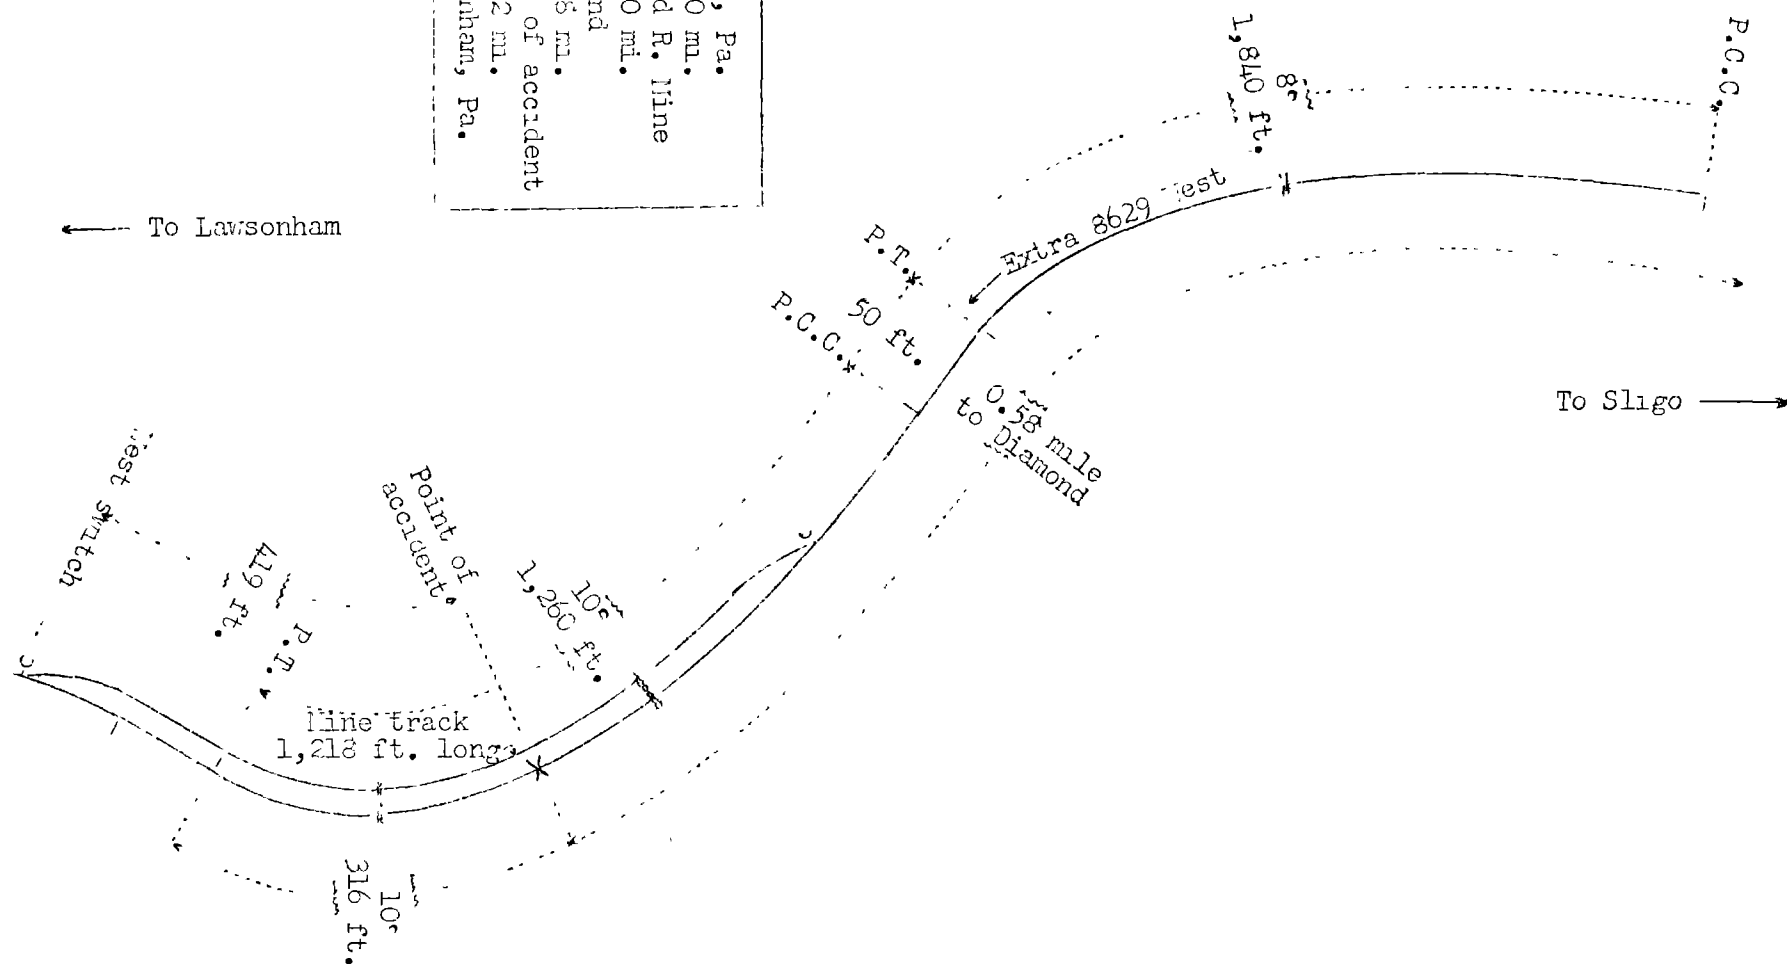 , Pa.
0 mi.
d R. Mine
0 mi.
nd
mi.
of accident
2 mi.
nham, Pa.
To Lawsonham
P.C.C.
8°
1,840 ft.
Extra 8629 West
P.T.
50 ft.
P.C.C.
0.58 mile
to Diamond
To Sligo
West switch
419 ft.
P.T.
Point of
accident
10°
1,260 ft.
Mine track
1,218 ft. long
10°
316 ft.